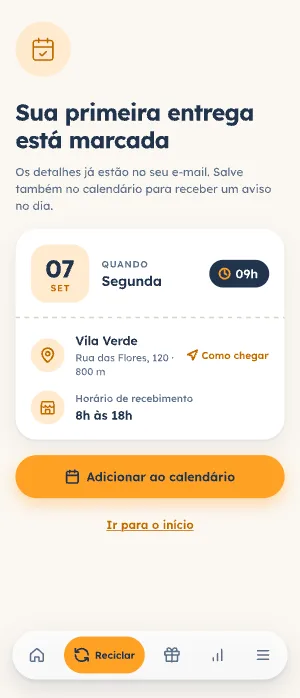 Sua primeira entrega
está marcada
Os detalhes já estão no seu e-mail. Salve
também no calendário para receber um aviso
no dia.
07
SET
QUANDO
Segunda
09h
Vila Verde
Rua das Flores, 120 ·
800 m
Como chegar
Horário de recebimento
8h às 18h
Adicionar ao calendário
Ir para o início
Reciclar